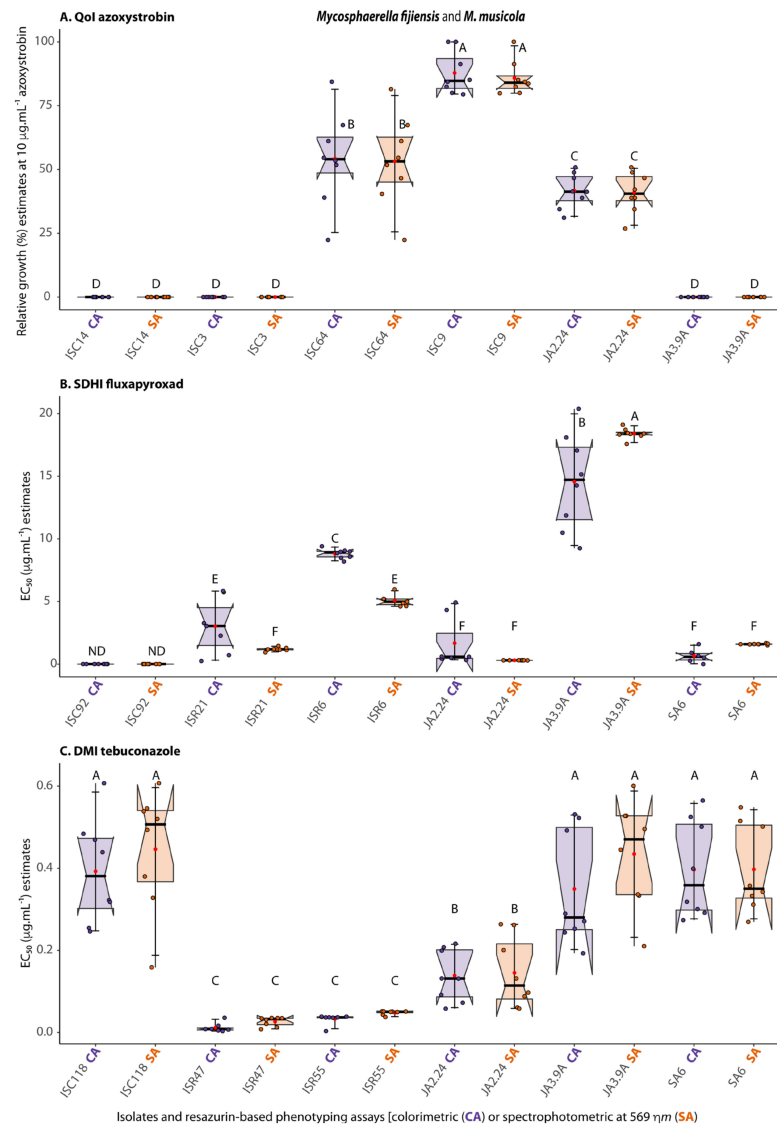 A. QoI azoxystrobin
Mycosphaerella fijiensis and M. musicola
Relative growth (%) estimates at 10 µg.mL⁻¹ azoxystrobin
100
75
50
25
0
D D D D B B A A C C D D
ISC14 CA
ISC14 SA
ISC3 CA
ISC3 SA
ISC64 CA
ISC64 SA
ISC9 CA
ISC9 SA
JA2.24 CA
JA2.24 SA
JA3.9A CA
JA3.9A SA
B. SDHI fluxapyroxad
EC₅₀ (µg.mL⁻¹) estimates
20
15
10
5
0
ND ND E F C E F F B A F F
ISC92 CA
ISC92 SA
ISR21 CA
ISR21 SA
ISR6 CA
ISR6 SA
JA2.24 CA
JA2.24 SA
JA3.9A CA
JA3.9A SA
SA6 CA
SA6 SA
C. DMI tebuconazole
EC₅₀ (µg.mL⁻¹) estimates
0.6
0.4
0.2
0.0
A A C C C C B B A A A A
ISC118 CA
ISC118 SA
ISR47 CA
ISR47 SA
ISR55 CA
ISR55 SA
JA2.24 CA
JA2.24 SA
JA3.9A CA
JA3.9A SA
SA6 CA
SA6 SA
Isolates and resazurin-based phenotyping assays [colorimetric (CA) or spectrophotometric at 569 ηm (SA)